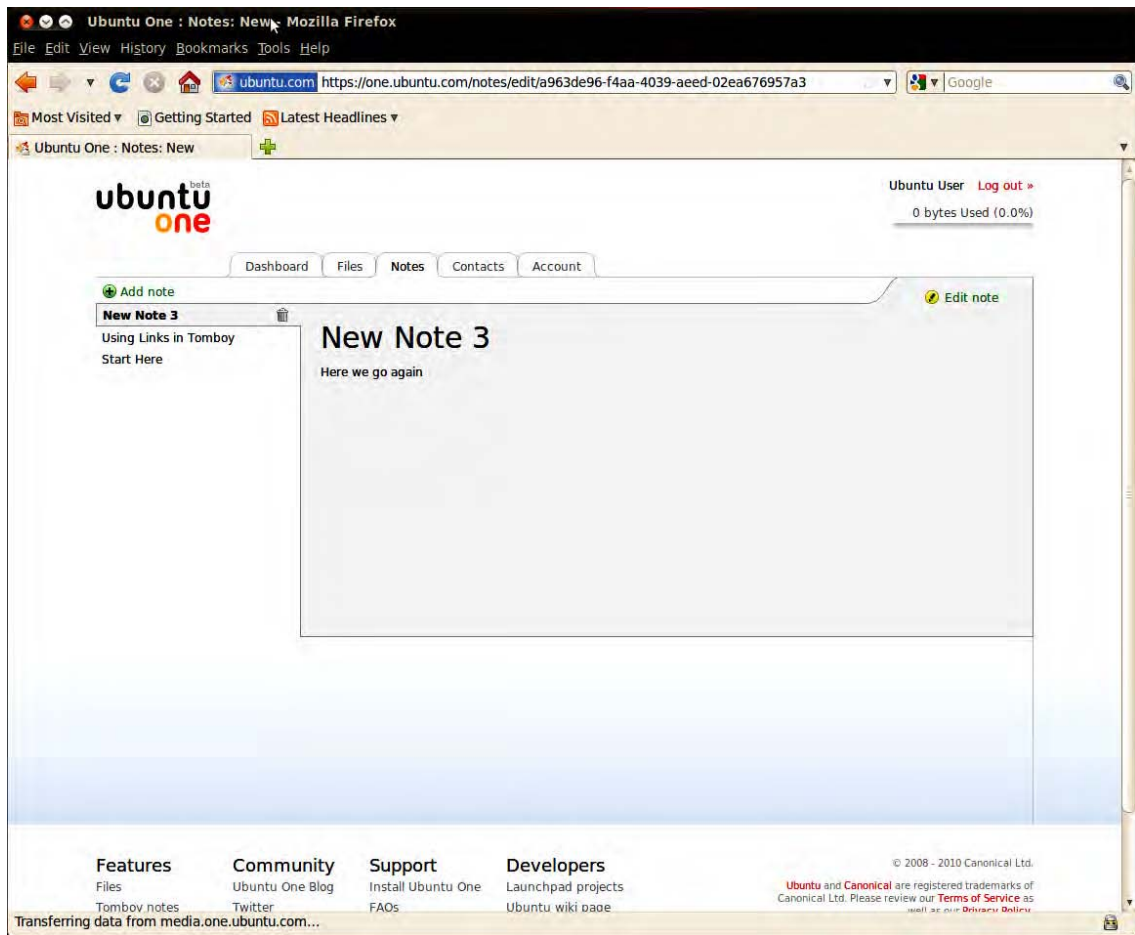 Ubuntu One : Notes: New - Mozilla Firefox
File Edit View History Bookmarks Tools Help
ubuntu.com https://one.ubuntu.com/notes/edit/a963de96-f4aa-4039-aeed-02ea676957a3 Google
Most Visited Getting Started Latest Headlines
Ubuntu One : Notes: New
ubuntu beta
one
Ubuntu User Log out »
0 bytes Used (0.0%)
Dashboard Files Notes Contacts Account
Add note
Edit note
New Note 3
Using Links in Tomboy
Start Here
New Note 3
Here we go again
Features
Files
Tomboy notes
Community
Ubuntu One Blog
Twitter
Support
Install Ubuntu One
FAQs
Developers
Launchpad projects
Ubuntu wiki page
© 2008 - 2010 Canonical Ltd.
Ubuntu and Canonical are registered trademarks of
Canonical Ltd. Please review our Terms of Service as
well as our Privacy Policy.
Transferring data from media.one.ubuntu.com...